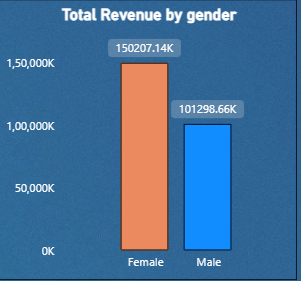 Total Revenue by gender
150207.14K
1,50,000K
101298.66K
1,00,000K
50,000K
0K
Female Male